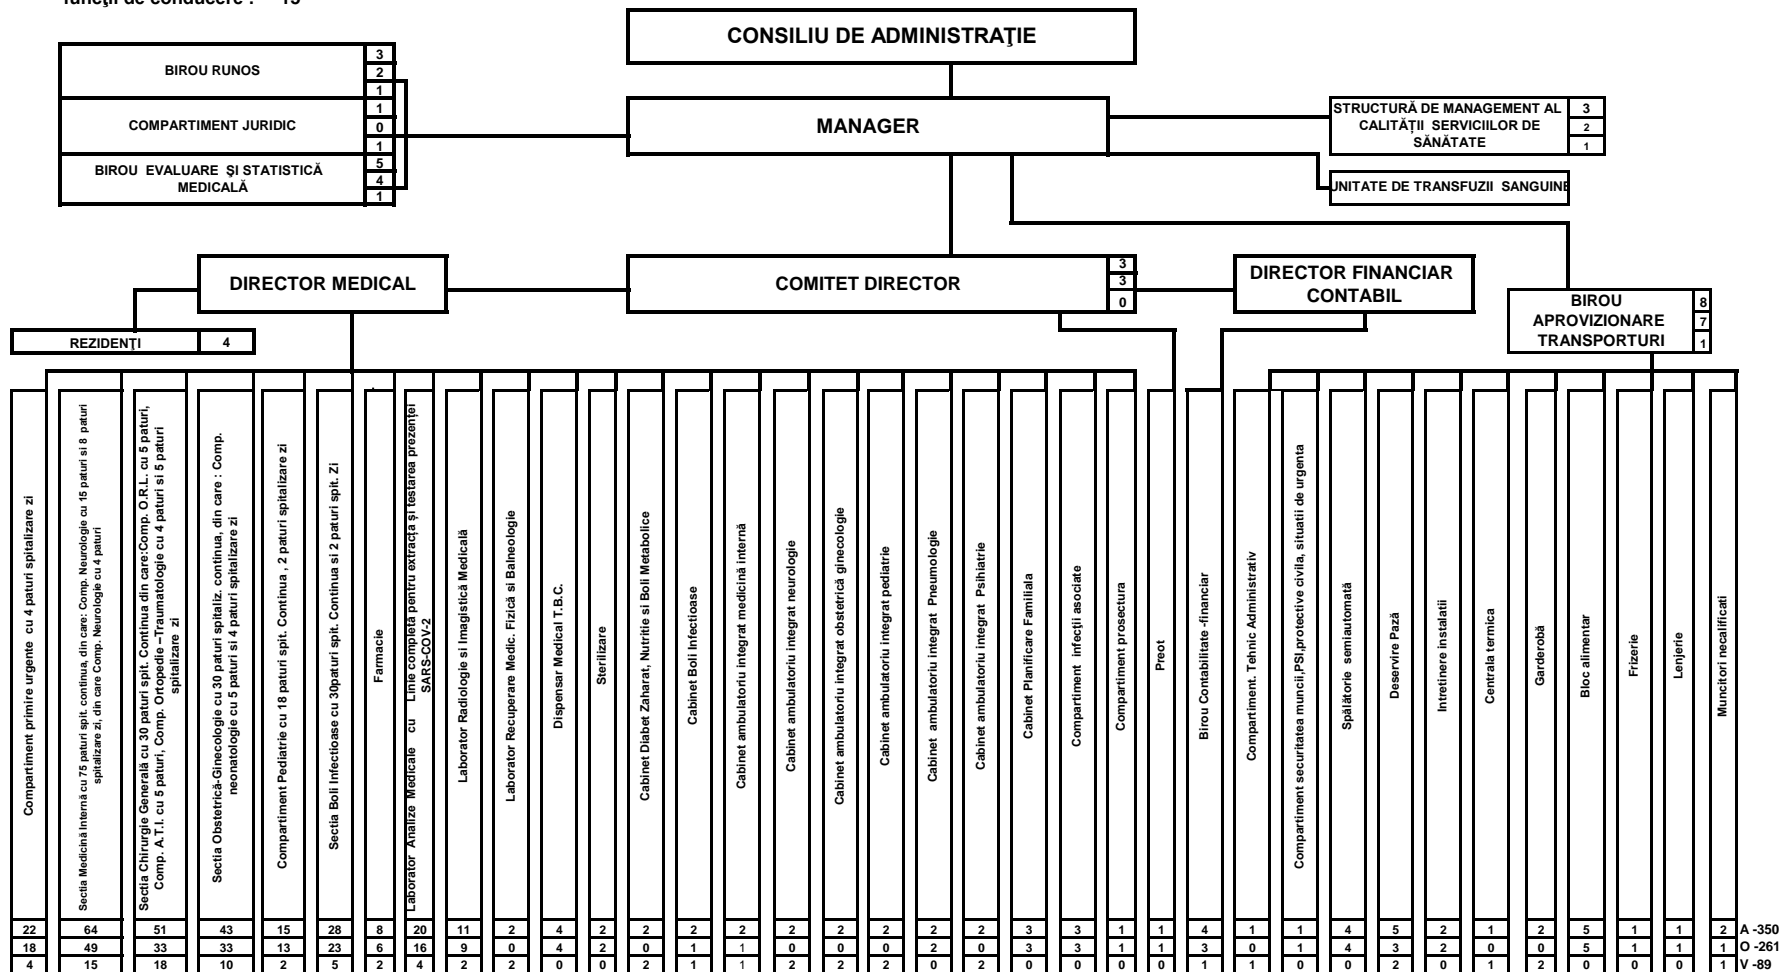 funcţii de conducere : 15
CONSILIU DE ADMINISTRAŢIE
BIROU RUNOS
3
2
1
COMPARTIMENT JURIDIC
1
0
1
BIROU EVALUARE ŞI STATISTICĂ
MEDICALĂ
5
4
1
MANAGER
STRUCTURĂ DE MANAGEMENT AL
CALITĂȚII SERVICIILOR DE
SĂNĂTATE
3
2
1
UNITATE DE TRANSFUZII SANGUINE
DIRECTOR MEDICAL
COMITET DIRECTOR
3
3
0
DIRECTOR FINANCIAR
CONTABIL
BIROU
APROVIZIONARE
TRANSPORTURI
8
7
1
REZIDENŢI 4
Compartiment primire urgente cu 4 paturi spitalizare zi
Sectia Medicină Internă cu 75 paturi spit. continua, din care: Comp. Neurologie cu 15 paturi si 8 paturi
spitalizare zi, din care Comp. Neurologie cu 4 paturi
Sectia Chirurgie Generală cu 30 paturi spit. Continua din care:Comp. O.R.L. cu 5 paturi,
Comp. A.T.I. cu 5 paturi, Comp. Ortopedie –Traumatologie cu 4 paturi si 5 paturi
spitalizare zi
Sectia Obstetrică-Ginecologie cu 30 paturi spitaliz. continua, din care : Comp.
neonatologie cu 5 paturi si 4 paturi spitalizare zi
Compartiment Pediatrie cu 18 paturi spit. Continua , 2 paturi spitalizare zi
Sectia Boli Infectioase cu 30paturi spit. Continua si 2 paturi spit. Zi
Farmacie
Laborator Analize Medicale cu Linie completă pentru extracția și testarea prezenței
SARS-COV-2
Laborator Radiologie si Imagistică Medicală
Laborator Recuperare Medic. Fizică si Balneologie
Dispensar Medical T.B.C.
Sterilizare
Cabinet Diabet Zaharat, Nutritie si Boli Metabolice
Cabinet Boli Infectioase
Cabinet ambulatoriu integrat medicină internă
Cabinet ambulatoriu integrat neurologie
Cabinet ambulatoriu integrat obstetrică ginecologie
Cabinet ambulatoriu integrat pediatrie
Cabinet ambulatoriu integrat Pneumologie
Cabinet ambulatoriu integrat Psihiatrie
Cabinet Planificare Familiala
Compartiment infecţii asociate
Compartiment prosectura
Preot
Birou Contabilitate -financiar
Compartiment. Tehnic Administrativ
Compartiment securitatea muncii,PSI,protective civila, situatii de urgenta
Spălătorie semiautomată
Deservire Pază
Intretinere instalatii
Centrala termica
Garderobă
Bloc alimentar
Frizerie
Lenjerie
Muncitori necalificati
22 64 51 43 15 28 8 20 11 2 4 2 2 2 2 2 2 2 2 2 3 3 1 1 4 1 1 4 5 2 1 2 5 1 1 2 A -350
18 49 33 33 13 23 6 16 9 0 4 2 0 1 1 0 0 0 2 0 3 3 1 1 3 0 1 4 3 2 0 0 5 1 1 1 O -261
4 15 18 10 2 5 2 4 2 2 0 0 2 1 1 2 2 2 0 2 0 0 0 0 1 1 0 0 2 0 1 2 0 0 0 1 V -89